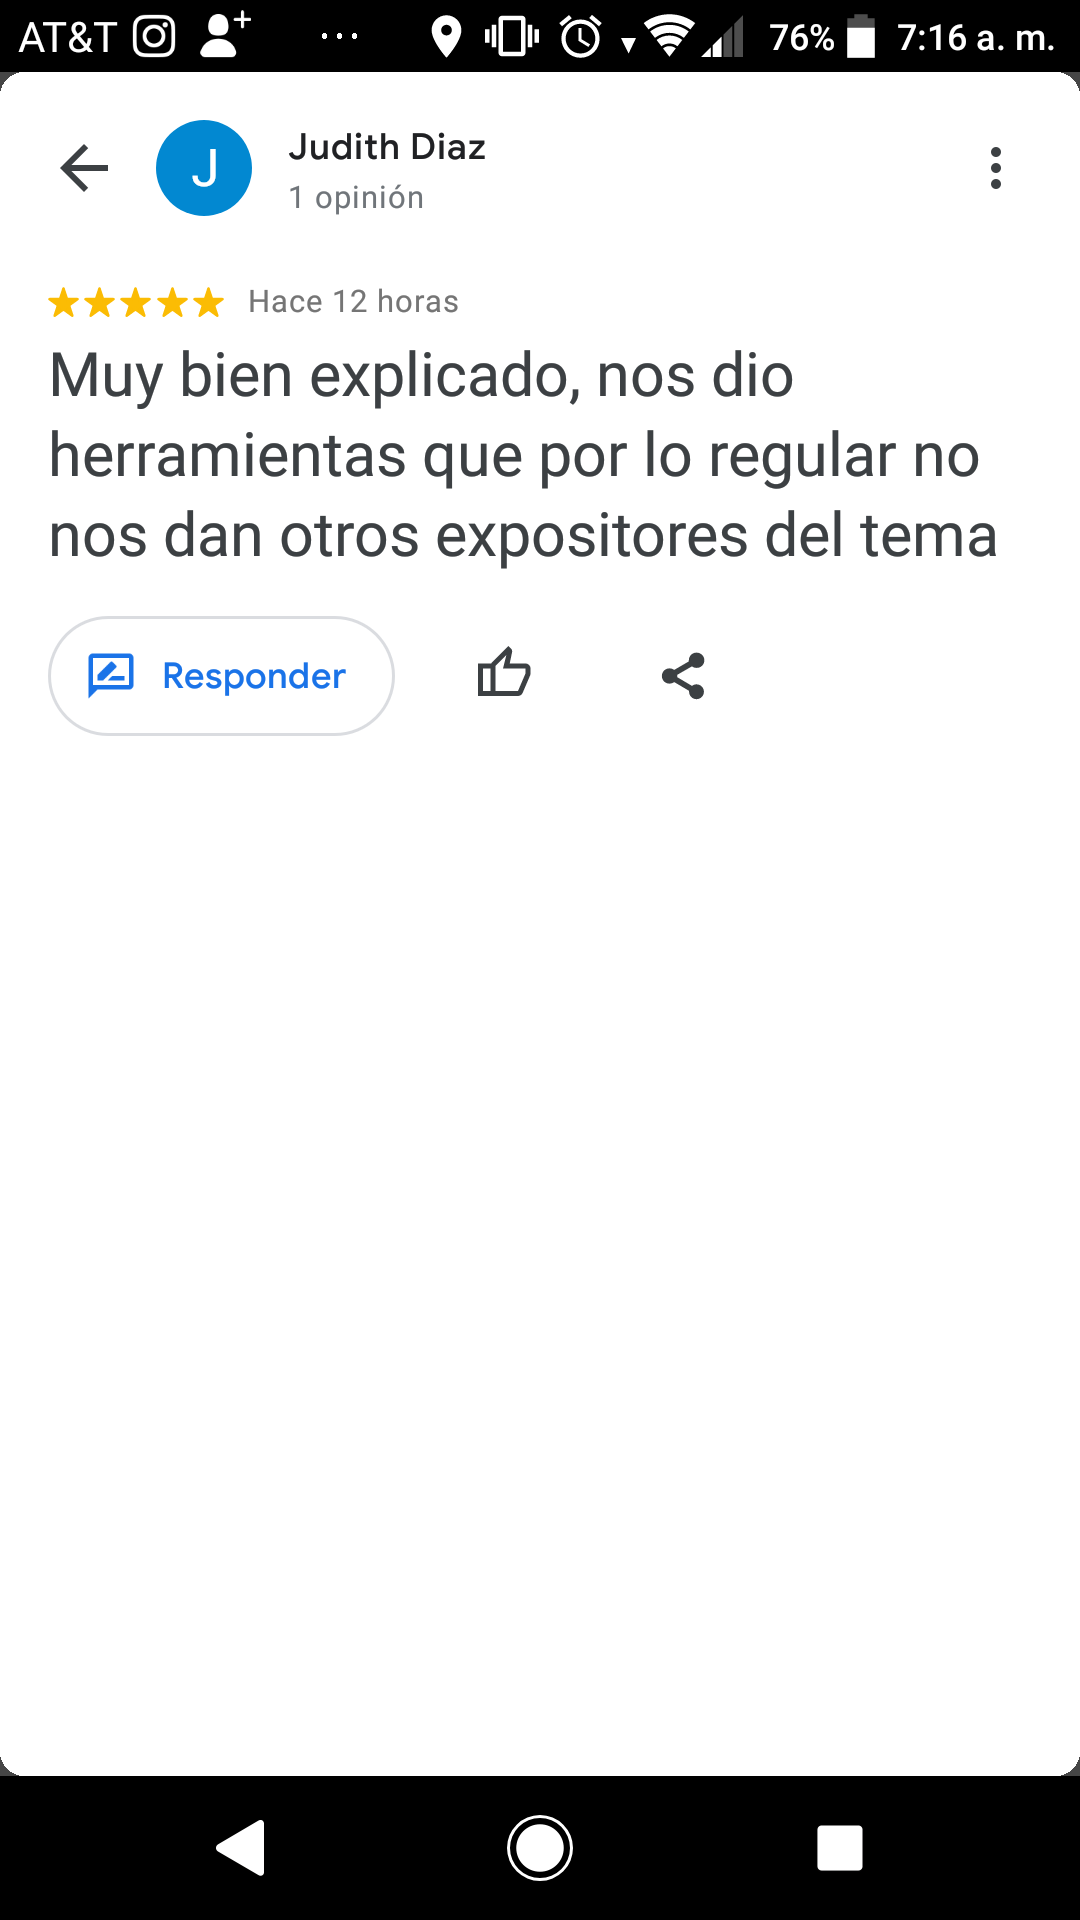 AT&T ... 76% 7:16 a. m.
J
Judith Diaz
1 opinión
Hace 12 horas
Muy bien explicado, nos dio
herramientas que por lo regular no
nos dan otros expositores del tema
Responder